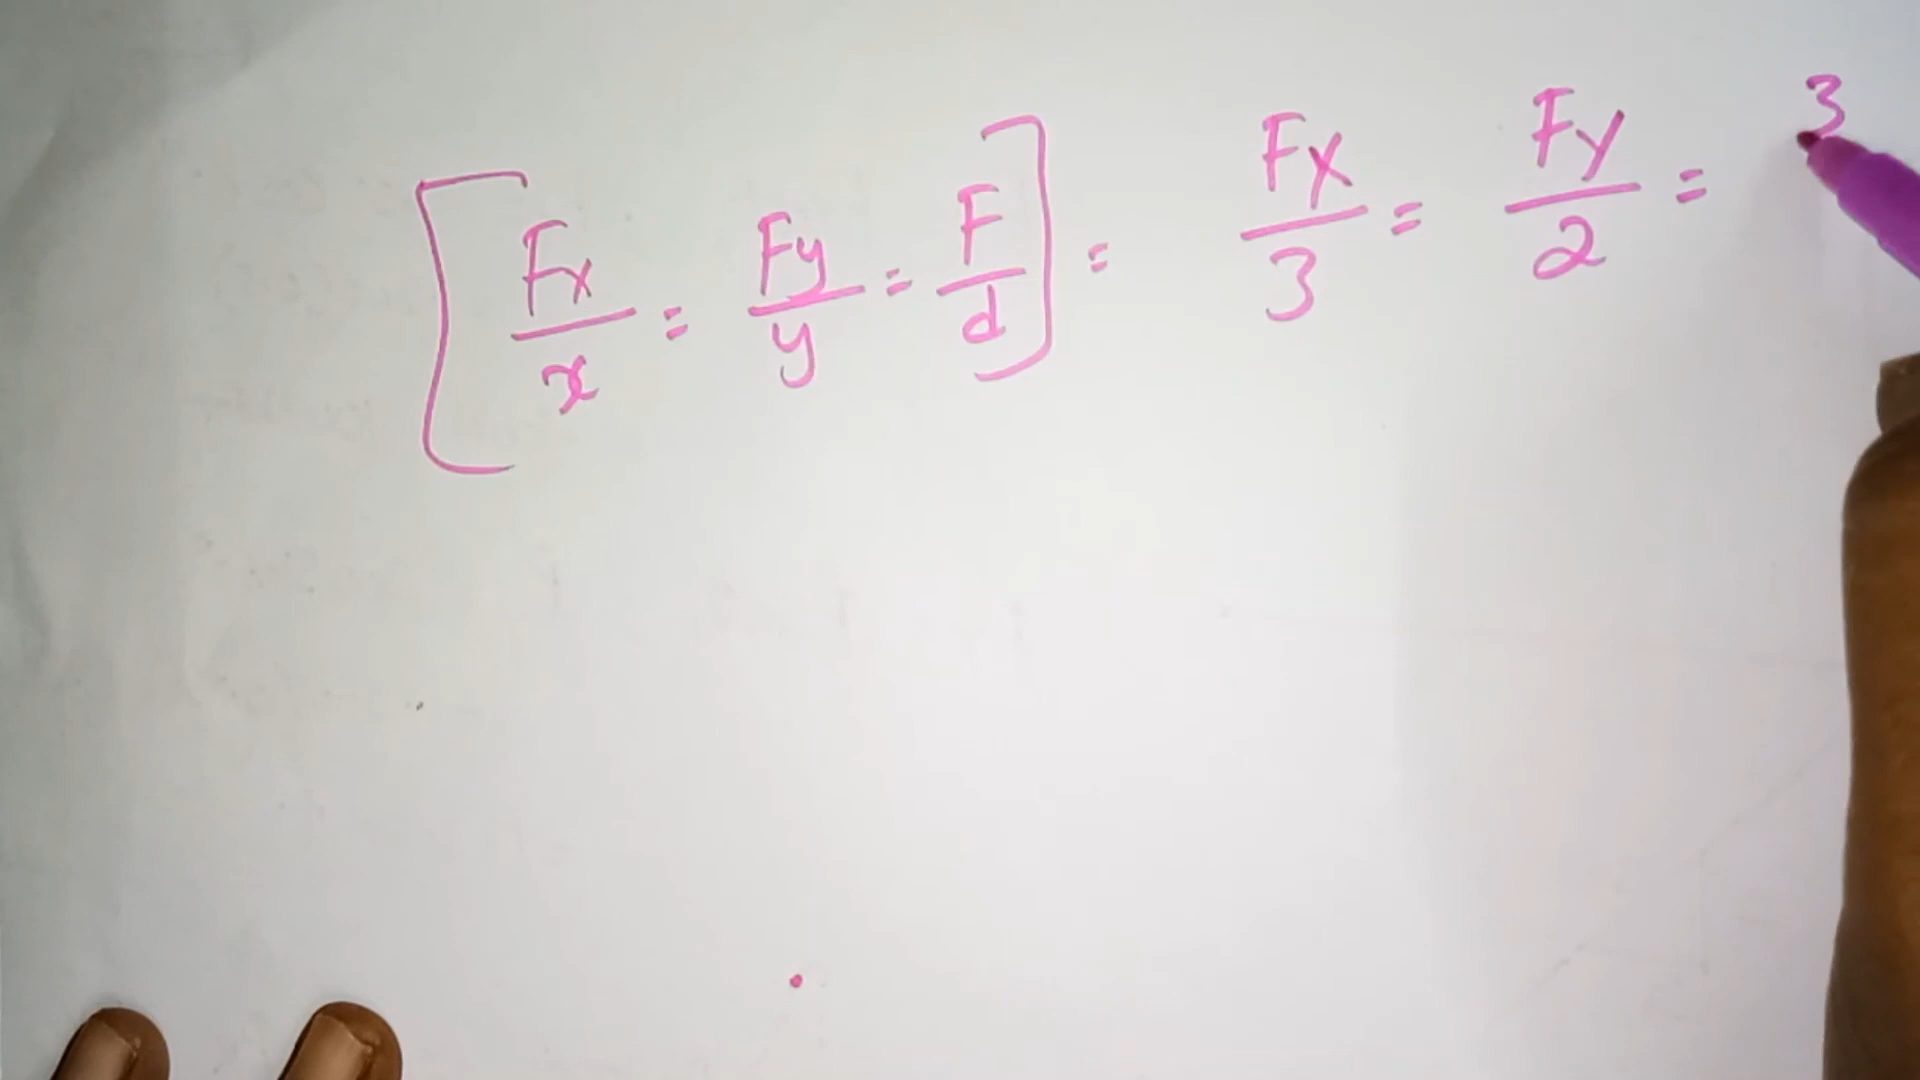 [Fx/x = Fy/y = F/d] = Fx/3 = Fy/2 = 3